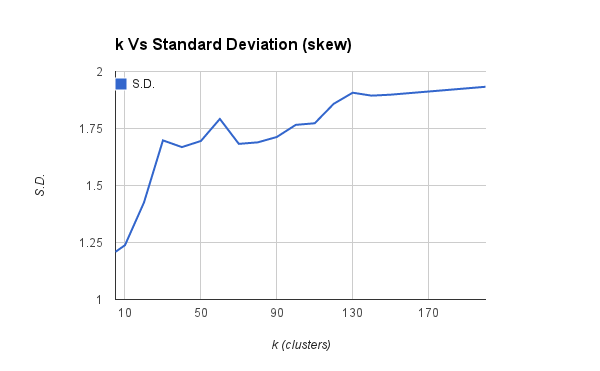 k Vs Standard Deviation (skew)
S.D.
2
1.75
1.5
1.25
1
S.D.
10 50 90 130 170
k (clusters)